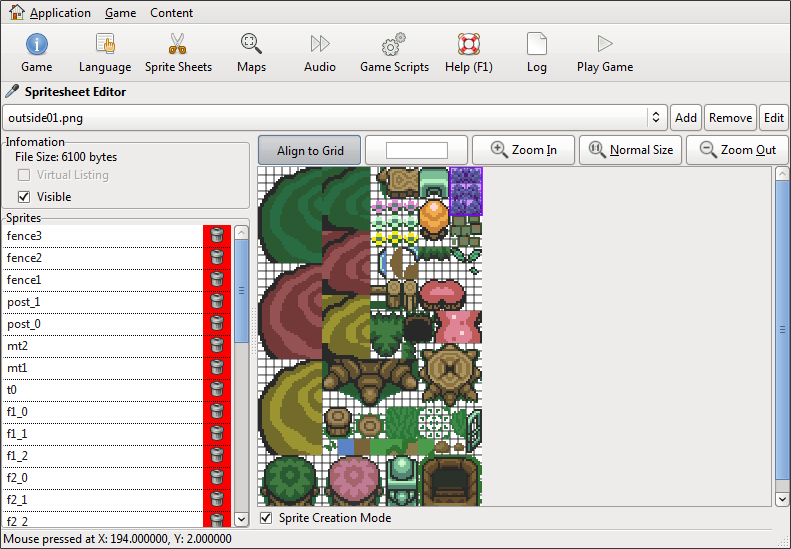 Application Game Content
Game Language Sprite Sheets Maps Audio Game Scripts Help (F1) Log Play Game
Spritesheet Editor
outside01.png Add Remove Edit
Infomation
File Size: 6100 bytes
Virtual Listing
Visible
Align to Grid Zoom In Normal Size Zoom Out
Sprites
fence3
fence2
fence1
post_1
post_0
mt2
mt1
t0
f1_0
f1_1
f1_2
f2_0
f2_1
f2_2
Sprite Creation Mode
Mouse pressed at X: 194.000000, Y: 2.000000